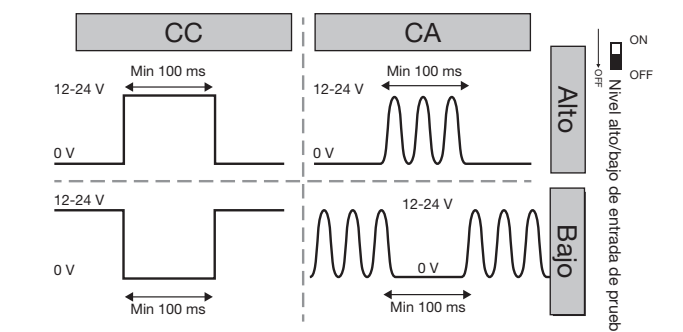 CC
CA
Min 100 ms
12-24 V
0 V
Min 100 ms
12-24 V
0 V
Alto
ON
OFF
OFF
Nivel alto/bajo de entrada de prueb
12-24 V
0 V
Min 100 ms
12-24 V
0 V
Min 100 ms
Bajo